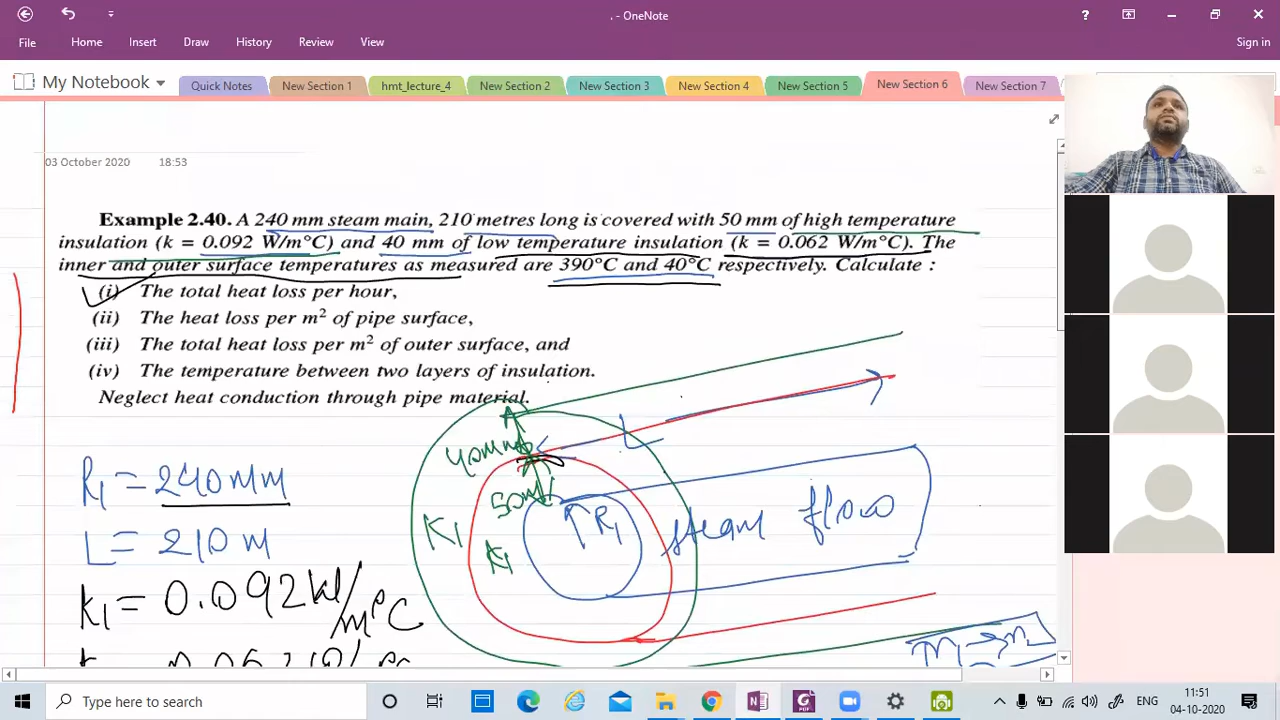 . - OneNote
File Home Insert Draw History Review View Sign in
My Notebook Quick Notes New Section 1 hmt_lecture_4 New Section 2 New Section 3 New Section 4 New Section 5 New Section 6 New Section 7
03 October 2020 18:53
Example 2.40. A 240 mm steam main, 210 metres long is covered with 50 mm of high temperature
insulation (k = 0.092 W/m°C) and 40 mm of low temperature insulation (k = 0.062 W/m°C). The
inner and outer surface temperatures as measured are 390°C and 40°C respectively. Calculate :
(i) The total heat loss per hour,
(ii) The heat loss per m² of pipe surface,
(iii) The total heat loss per m² of outer surface, and
(iv) The temperature between two layers of insulation.
Neglect heat conduction through pipe material.
L
40mm
R1 = 240mm
50m
R1
steam flow
K1
K1
L = 210 m
k1 = 0.092
m°C
Type here to search
ENG
11:51
04-10-2020